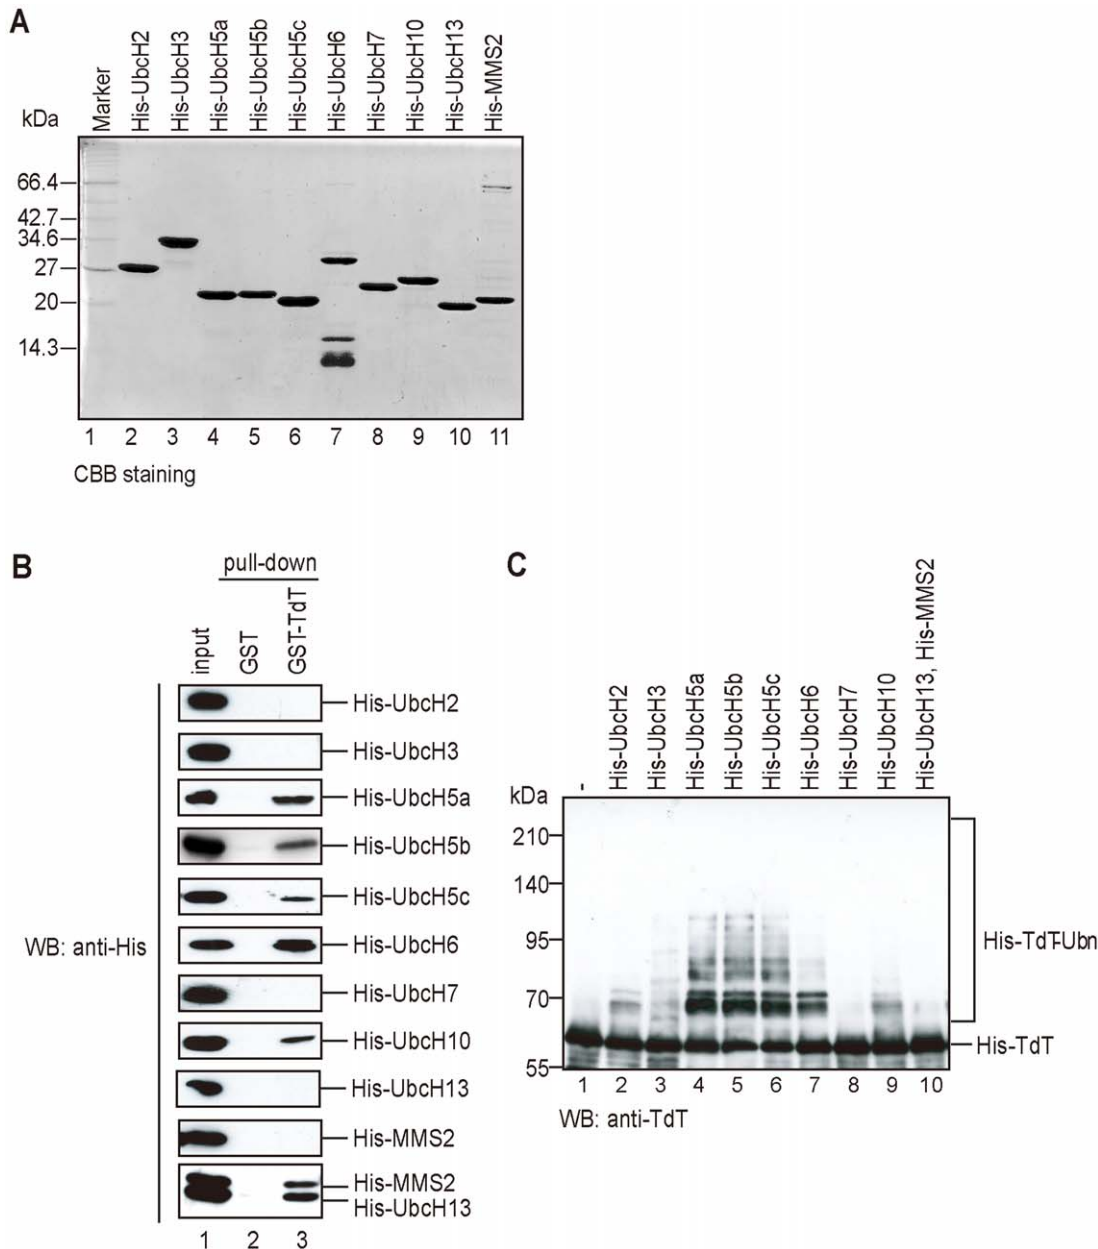 A
Marker
His-UbcH2
His-UbcH3
His-UbcH5a
His-UbcH5b
His-UbcH5c
His-UbcH6
His-UbcH7
His-UbcH10
His-UbcH13
His-MMS2
kDa
66.4
42.7
34.6
27
20
14.3
1 2 3 4 5 6 7 8 9 10 11
CBB staining
B
pull-down
input
GST
GST-TdT
His-UbcH2
His-UbcH3
His-UbcH5a
His-UbcH5b
His-UbcH5c
WB: anti-His
His-UbcH6
His-UbcH7
His-UbcH10
His-UbcH13
His-MMS2
His-MMS2
His-UbcH13
1 2 3
C
-
His-UbcH2
His-UbcH3
His-UbcH5a
His-UbcH5b
His-UbcH5c
His-UbcH6
His-UbcH7
His-UbcH10
His-UbcH13, His-MMS2
kDa
210
140
95
70
55
His-TdT-Ubn
His-TdT
1 2 3 4 5 6 7 8 9 10
WB: anti-TdT